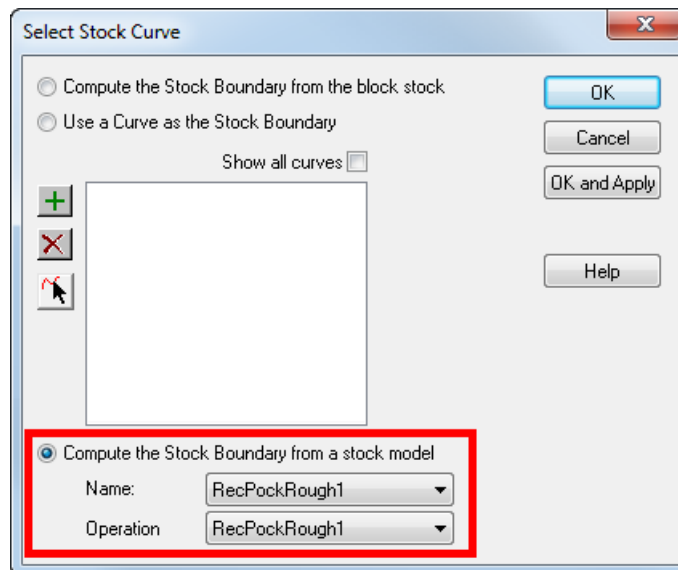 Select Stock Curve
Compute the Stock Boundary from the block stock
Use a Curve as the Stock Boundary
Show all curves
OK
Cancel
OK and Apply
Help
Compute the Stock Boundary from a stock model
Name: RecPockRough1
Operation RecPockRough1